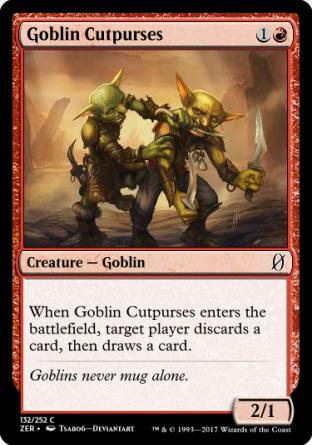 Goblin Cutpurses 1
Creature — Goblin
When Goblin Cutpurses enters the
battlefield, target player discards a
card, then draws a card.
Goblins never mug alone.
2/1
132/252 C
ZER • Tsabo6-Deviantart ™ & © 1993—2017 Wizards of the Coast